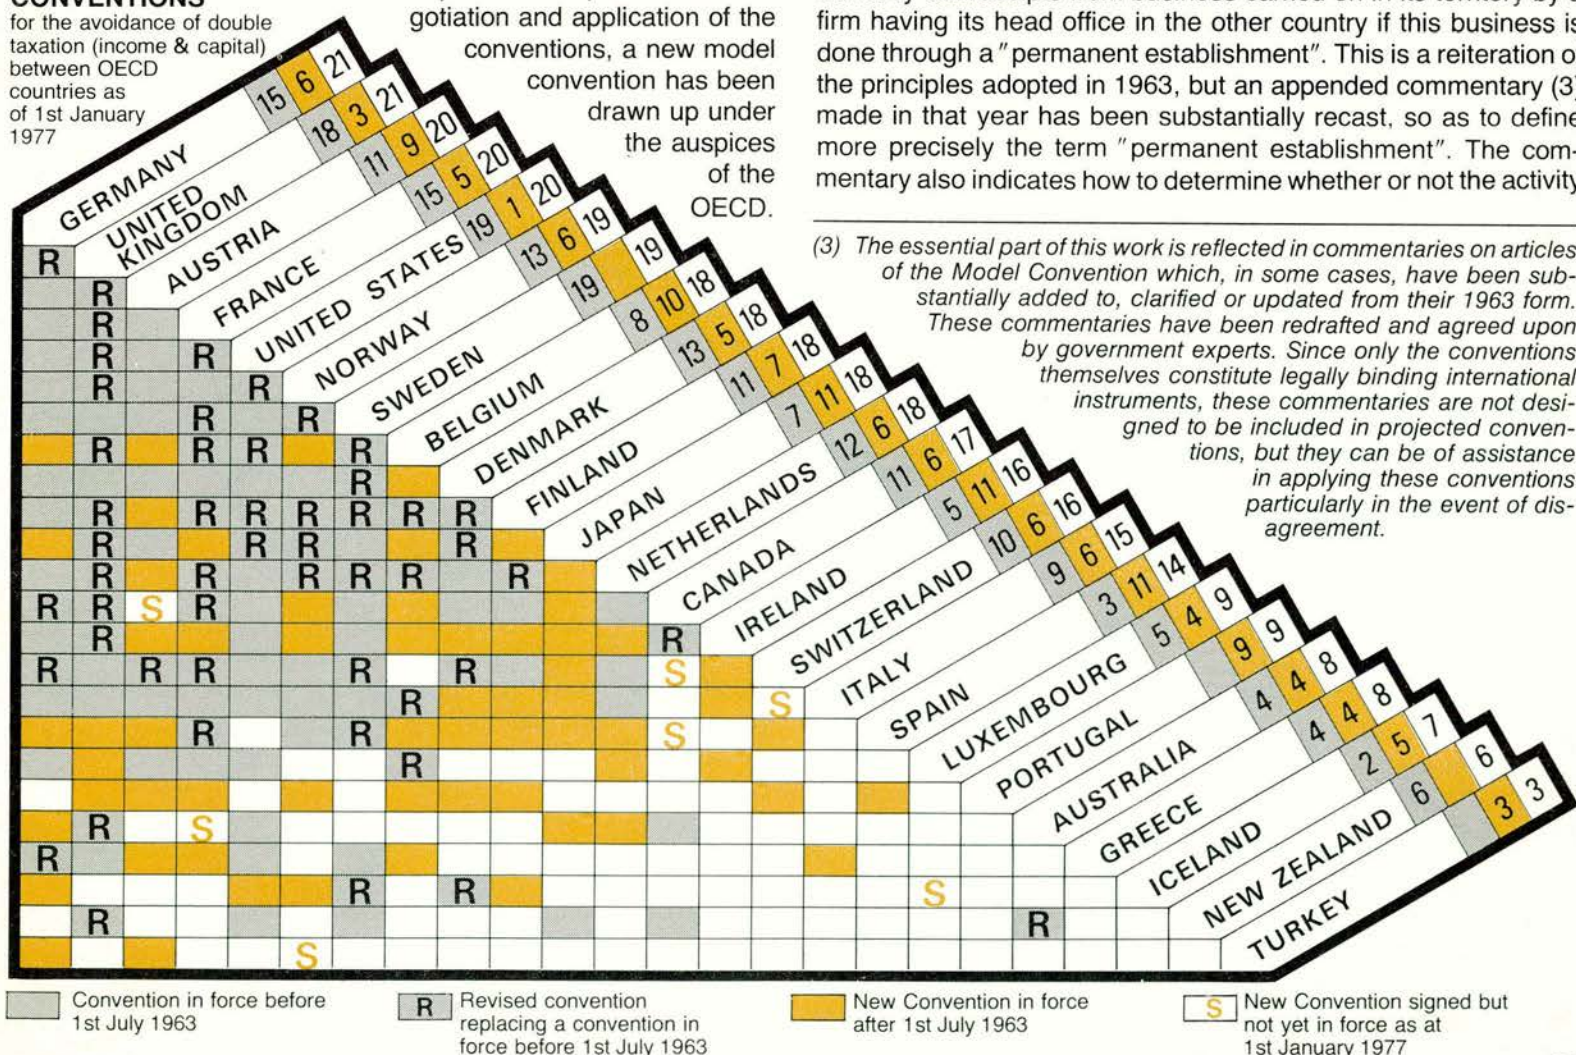 CONVENTIONS
for the avoidance of double
taxation (income & capital)
between OECD
countries as
of 1st January
1977
gotiation and application of the
conventions, a new model
convention has been
drawn up under
the auspices
of the
OECD.
business carried on in its territory by
firm having its head office in the other country if this business is
done through a "permanent establishment". This is a reiteration o
the principles adopted in 1963, but an appended commentary (3)
made in that year has been substantially recast, so as to define
more precisely the term "permanent establishment". The com-
mentary also indicates how to determine whether or not the activity
(3) The essential part of this work is reflected in commentaries on articles
of the Model Convention which, in some cases, have been sub-
stantially added to, clarified or updated from their 1963 form.
These commentaries have been redrafted and agreed upon
by government experts. Since only the conventions
themselves constitute legally binding international
instruments, these commentaries are not desi-
gned to be included in projected conven-
tions, but they can be of assistance
in applying these conventions
particularly in the event of dis-
agreement.
GERMANY 15 6 21
UNITED
KINGDOM 18 3 21
AUSTRIA 11 9 20
FRANCE 15 5 20
UNITED STATES 19 1 20
NORWAY 13 6 19
SWEDEN 19 19
BELGIUM 8 10 18
DENMARK 13 5 18
FINLAND 11 7 18
JAPAN 7 11 18
NETHERLANDS 12 6 18
CANADA 11 6 17
IRELAND 5 11 16
SWITZERLAND 10 6 16
ITALY 9 6 15
SPAIN 3 11 14
LUXEMBOURG 5 4 9
PORTUGAL 9 9
AUSTRALIA 4 4 8
GREECE 4 4 8
ICELAND 2 5 7
NEW ZEALAND 6 6
TURKEY 3 3
R
R
R
R R
R R
R R
R R R R
R
R R R R R R R
R R R R
R R R R R R
R R S R
R R
R R R R R S
R S
R R S
R
R S
R
R R S
R R
S
Convention in force before
1st July 1963
R Revised convention
replacing a convention in
force before 1st July 1963
New Convention in force
after 1st July 1963
S New Convention signed but
not yet in force as at
1st January 1977